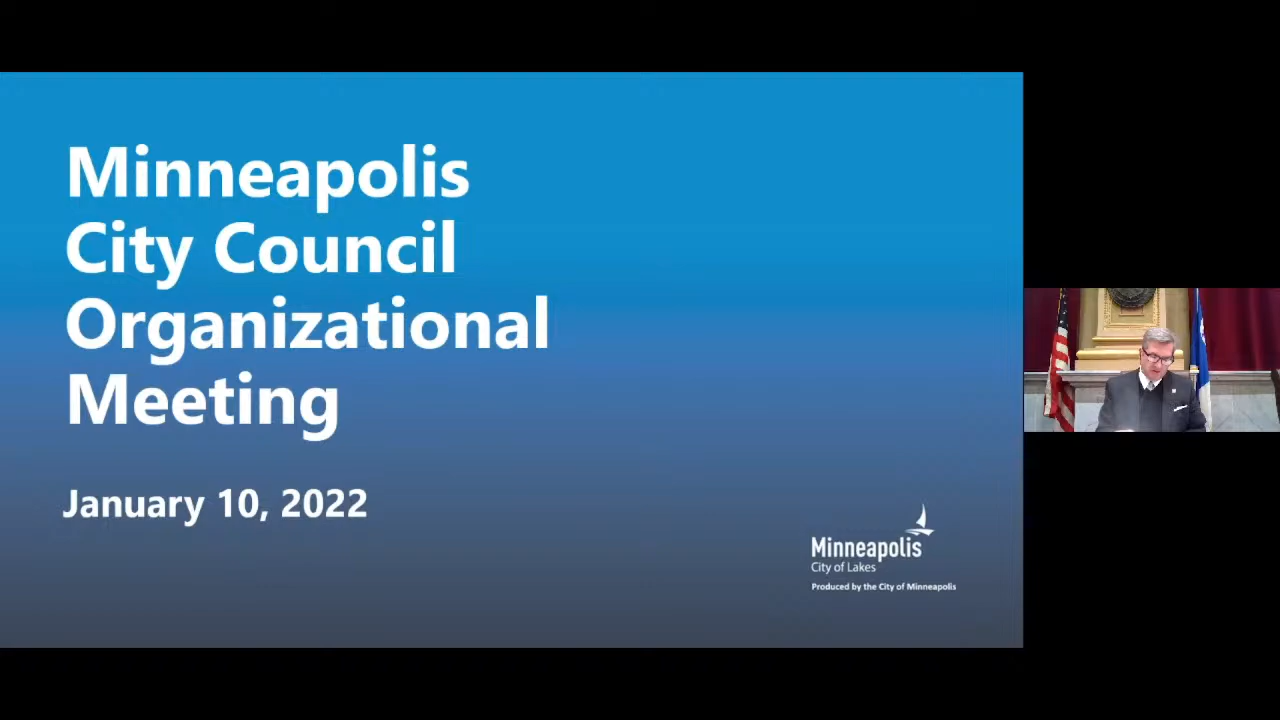 Minneapolis
City Council
Organizational
Meeting
January 10, 2022
Minneapolis
City of Lakes
Produced by the City of Minneapolis